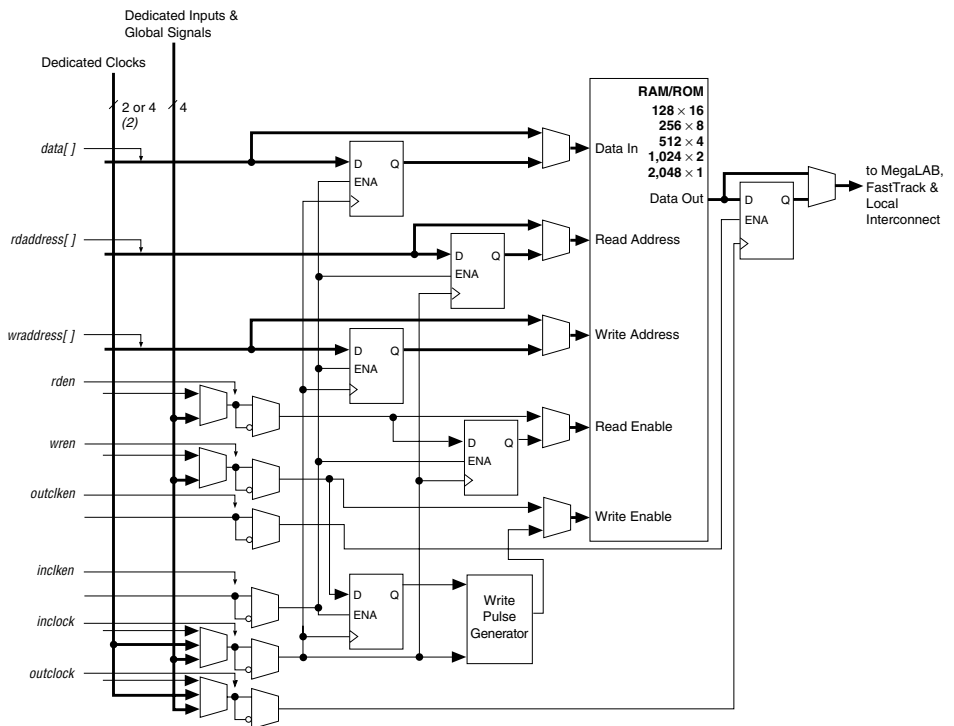 Dedicated Inputs &
Global Signals
Dedicated Clocks
2 or 4
(2)
4
RAM/ROM
128 × 16
256 × 8
512 × 4
1,024 × 2
2,048 × 1
data[ ]
D Q
ENA
Data In
Data Out
D Q
ENA
to MegaLAB,
FastTrack &
Local
Interconnect
rdaddress[ ]
D Q
ENA
Read Address
wraddress[ ]
D Q
ENA
Write Address
rden
D Q
ENA
Read Enable
wren
outclken
Write Enable
inclken
D Q
ENA
Write
Pulse
Generator
inclock
outclock